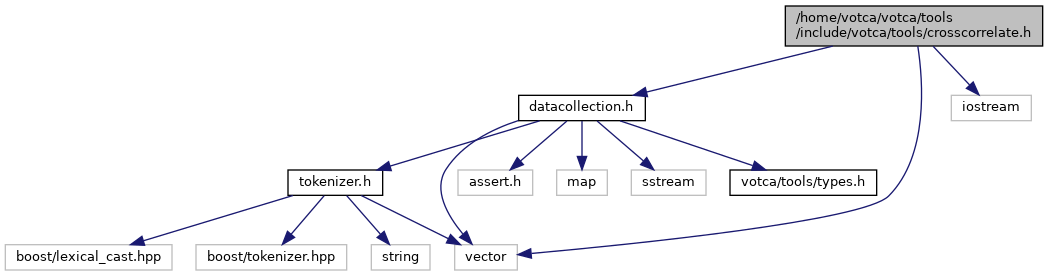 /home/votca/votca/tools
/include/votca/tools/crosscorrelate.h
datacollection.h
iostream
tokenizer.h
assert.h
map
sstream
votca/tools/types.h
boost/lexical_cast.hpp
boost/tokenizer.hpp
string
vector